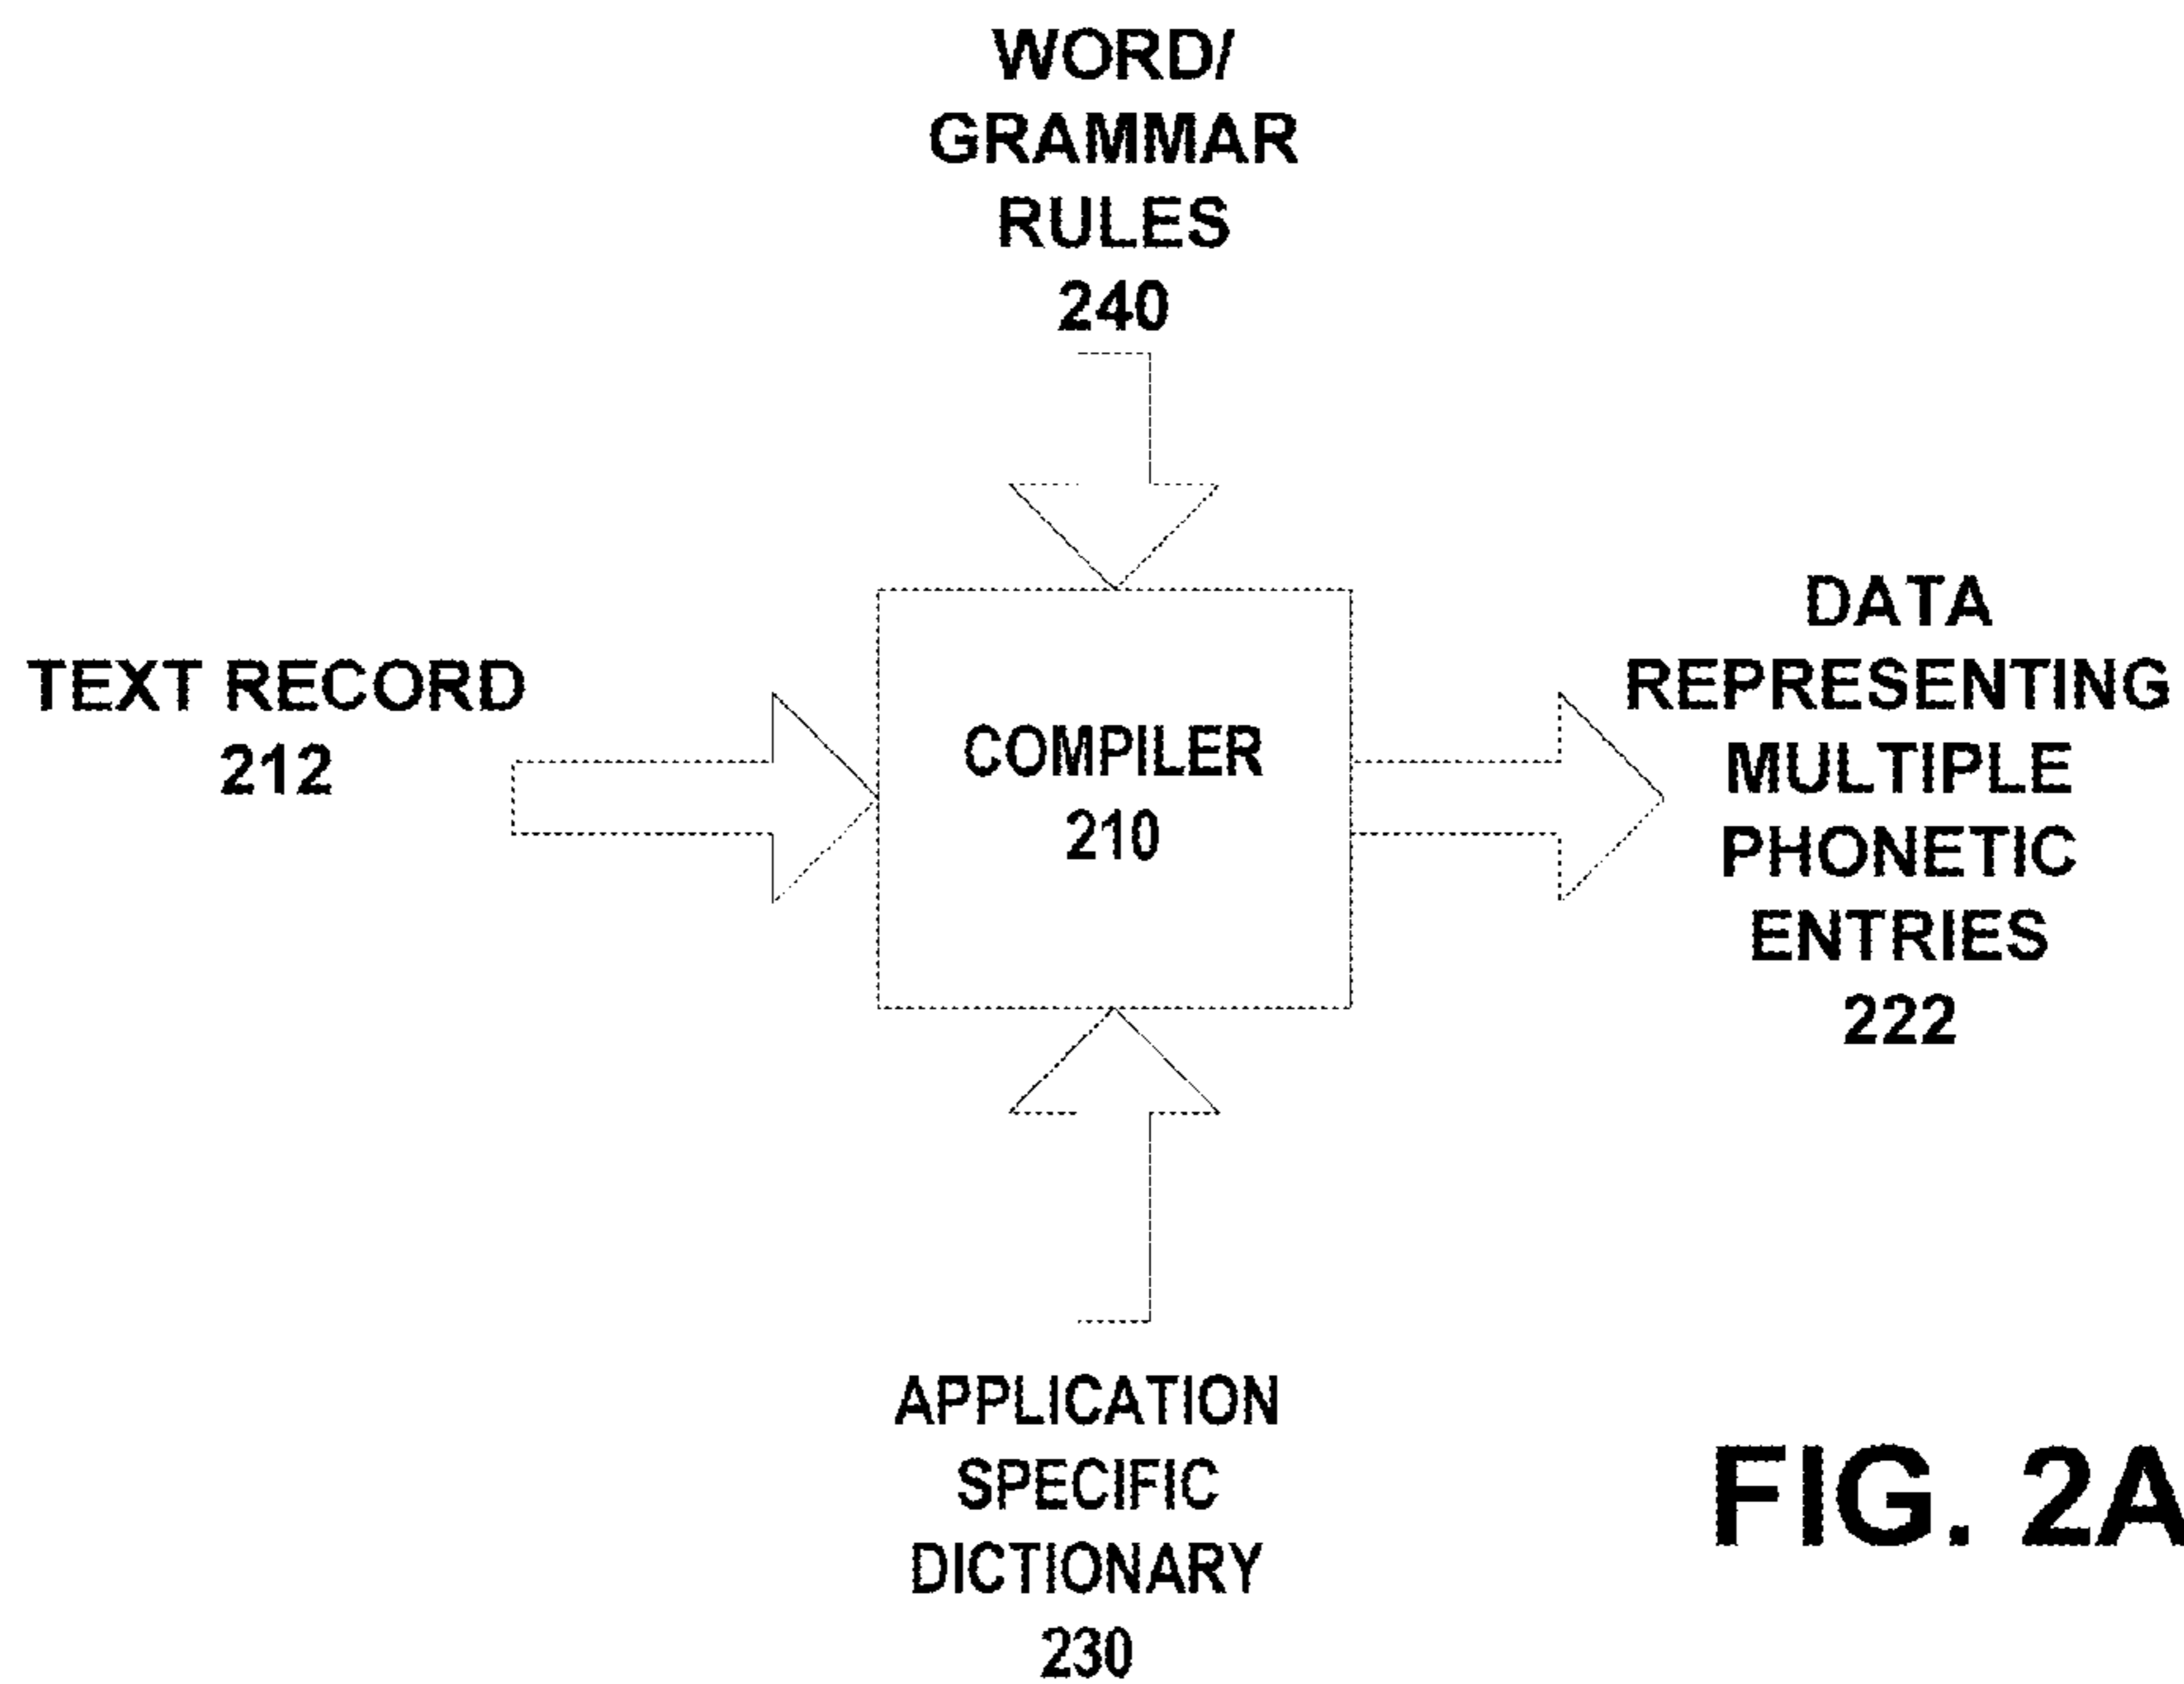 WORD/
GRAMMAR
RULES
240
TEXT RECORD
212
COMPILER
210
DATA
REPRESENTING
MULTIPLE
PHONETIC
ENTRIES
222
APPLICATION
SPECIFIC
DICTIONARY
230
FIG. 2A